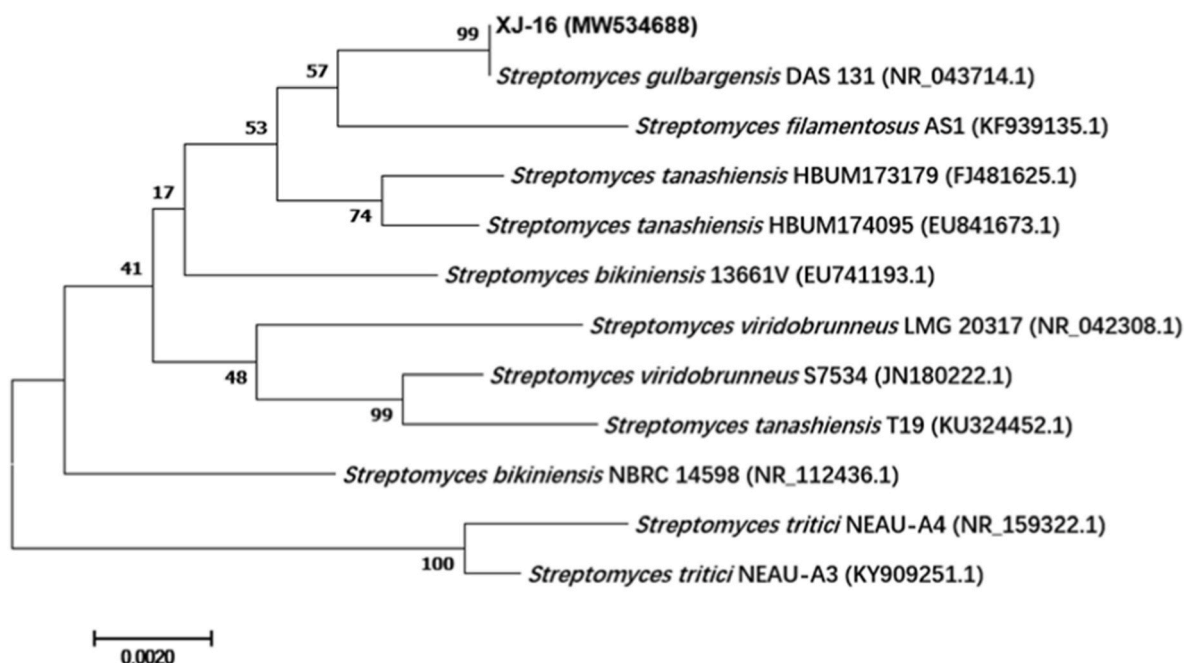 99 XJ-16 (MW534688)
57
Streptomyces gulbargensis DAS 131 (NR_043714.1)
53
Streptomyces filamentosus AS1 (KF939135.1)
Streptomyces tanashiensis HBUM173179 (FJ481625.1)
17
74
Streptomyces tanashiensis HBUM174095 (EU841673.1)
41
Streptomyces bikiniensis 13661V (EU741193.1)
Streptomyces viridobrunneus LMG 20317 (NR_042308.1)
48
Streptomyces viridobrunneus S7534 (JN180222.1)
99
Streptomyces tanashiensis T19 (KU324452.1)
Streptomyces bikiniensis NBRC 14598 (NR_112436.1)
Streptomyces tritici NEAU-A4 (NR_159322.1)
100
Streptomyces tritici NEAU-A3 (KY909251.1)
0.0020